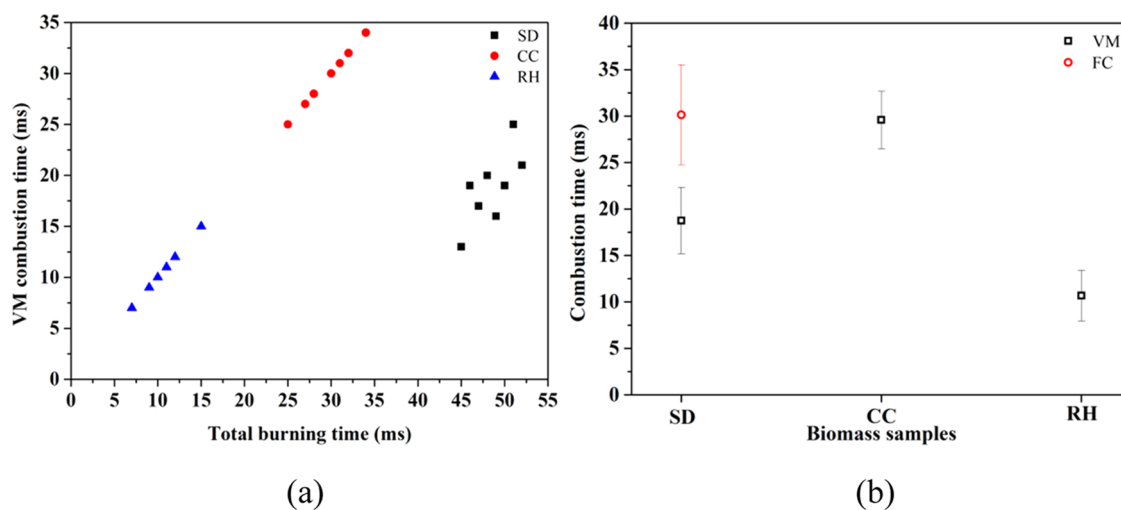 35
30
25
20
15
10
5
0
VM combustion time (ms)
SD
CC
RH
0 5 10 15 20 25 30 35 40 45 50 55
Total burning time (ms)
(a)
40
35
30
25
20
15
10
5
0
Combustion time (ms)
VM
FC
SD CC RH
Biomass samples
(b)